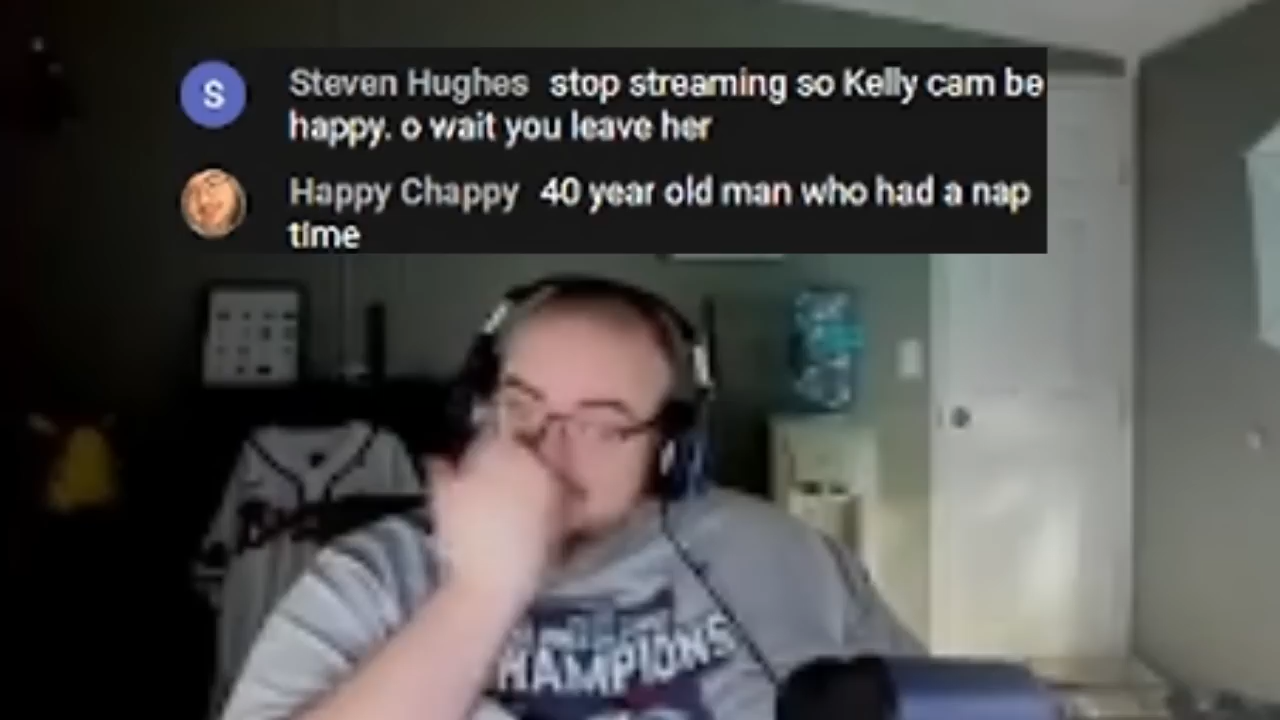 S
Steven Hughes stop streaming so Kelly cam be
happy. o wait you leave her
Happy Chappy 40 year old man who had a nap
time
HAMPIONS